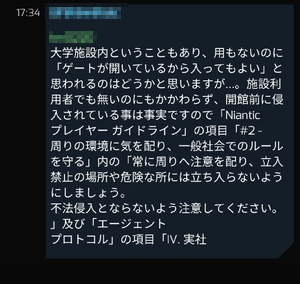 17:34
大学施設内ということもあり、用もないのに
「ゲートが開いているから入ってもよい」と
思われるのはどうかと思いますが…。施設利
用者でも無いのにもかかわらず、開館前に侵
入されている事は事実ですので「Niantic
プレイヤー ガイドライン」の項目「#2 -
周りの環境に気を配り、一般社会でのルール
を守る」内の「常に周りへ注意を配り、立入
禁止の場所や危険な所には立ち入らないよう
にしましょう。
不法侵入とならないよう注意してください。
」及び「エージェント
プロトコル」の項目「IV. 実社